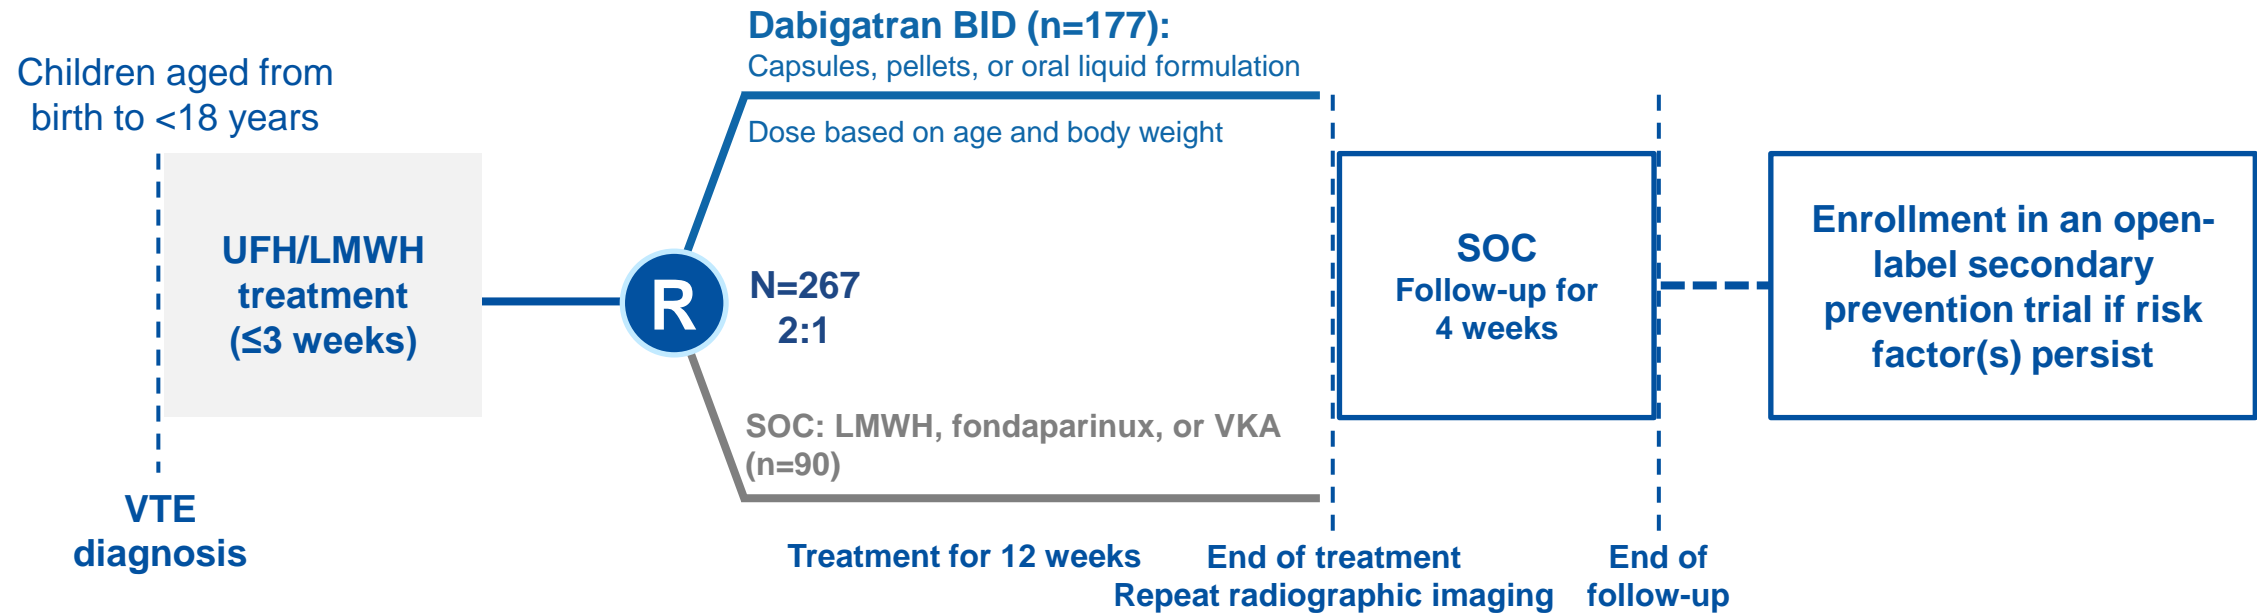 Children aged from
birth to <18 years
VTE
diagnosis
UFH/LMWH
treatment
(≤3 weeks)
R
N=267
2:1
Dabigatran BID (n=177):
Capsules, pellets, or oral liquid formulation
Dose based on age and body weight
SOC: LMWH, fondaparinux, or VKA
(n=90)
Treatment for 12 weeks
End of treatment
Repeat radiographic imaging
SOC
Follow-up for
4 weeks
End of
follow-up
Enrollment in an open-
label secondary
prevention trial if risk
factor(s) persist